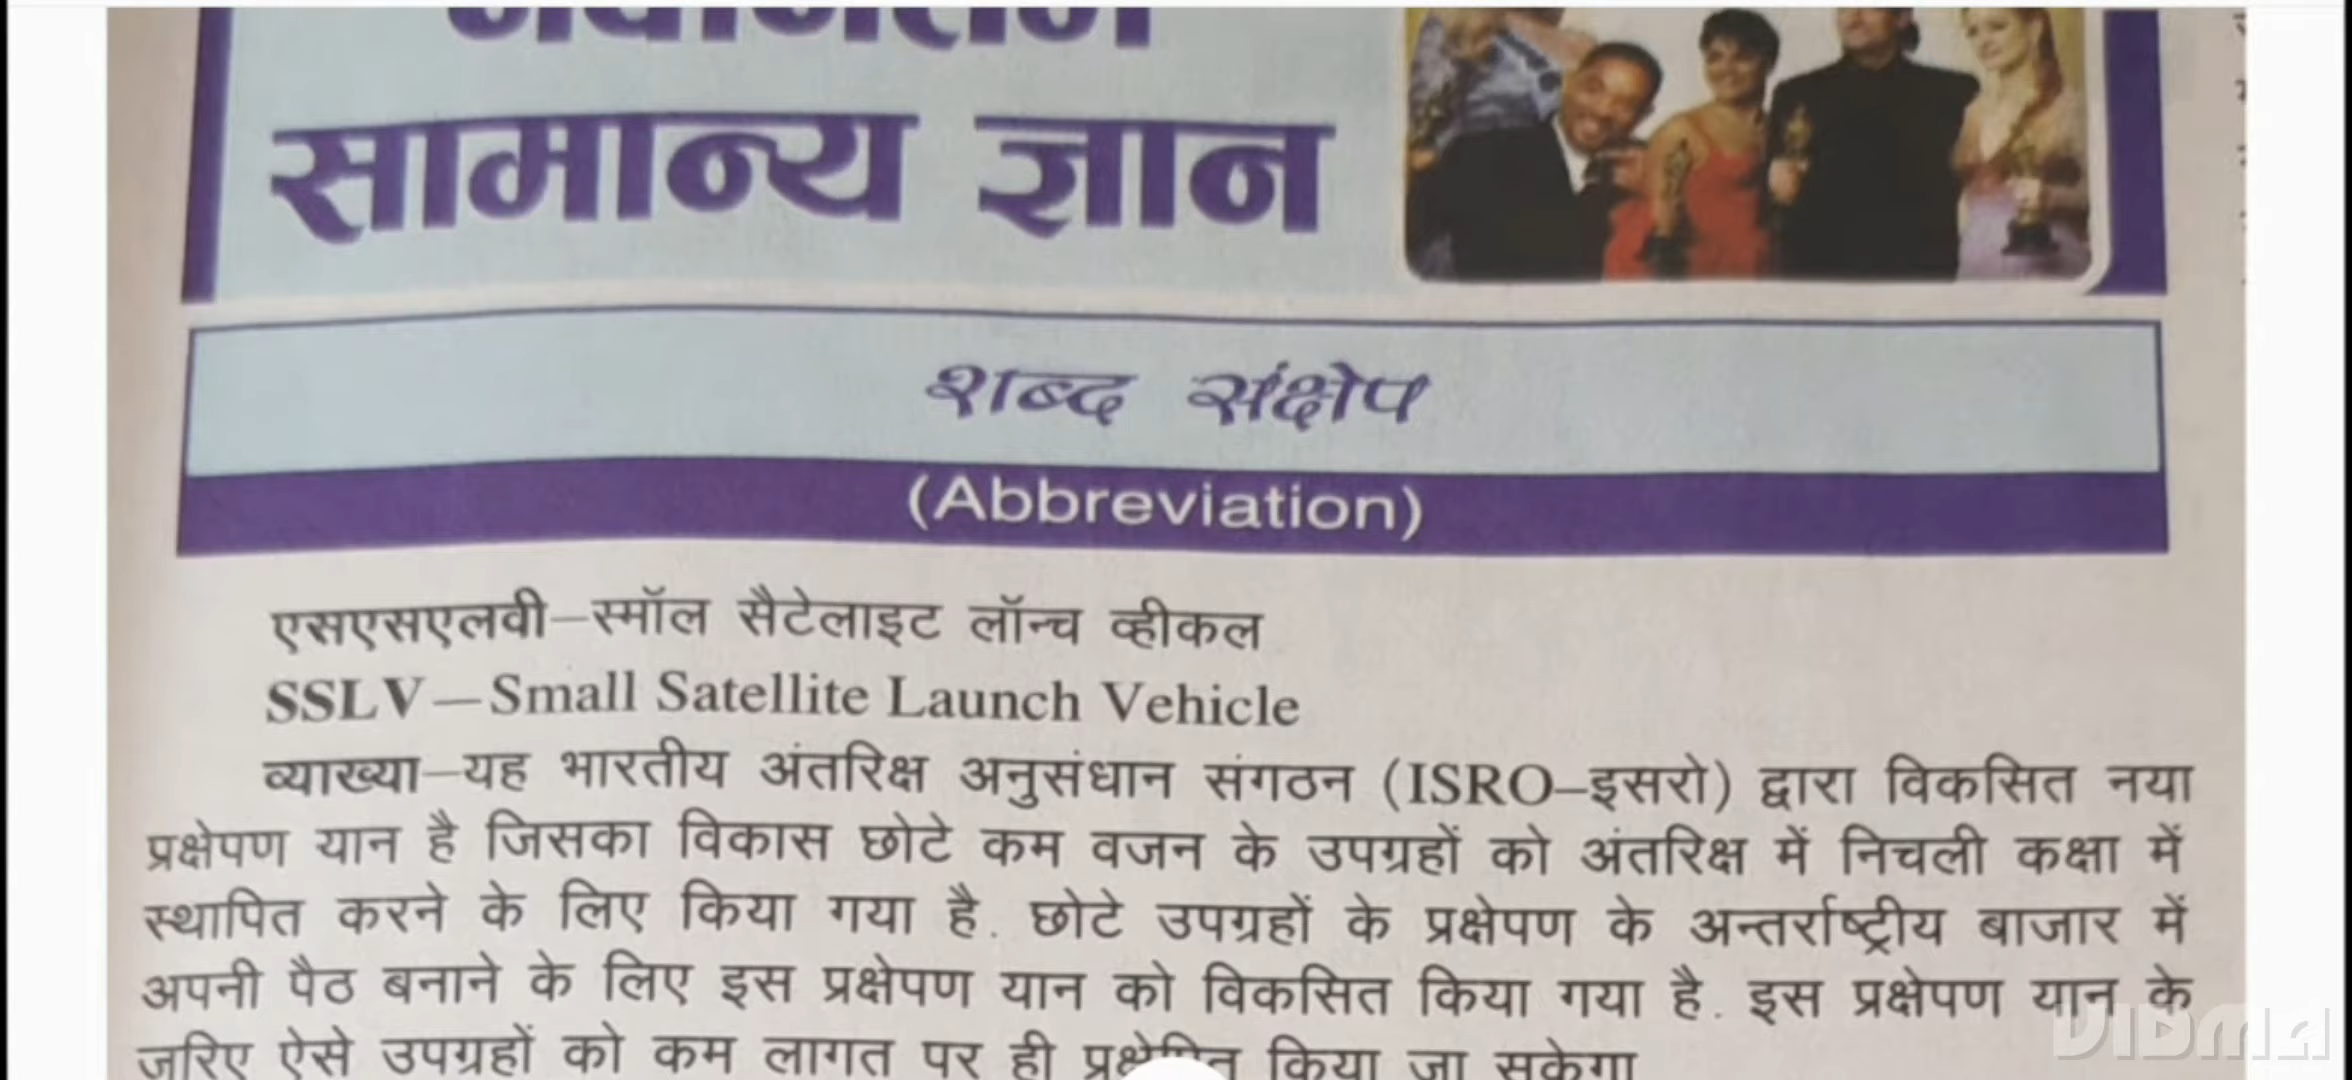 सामान्य ज्ञान
शब्द संक्षेप
(Abbreviation)
एसएसएलवी–स्मॉल सैटेलाइट लॉन्च व्हीकल
SSLV—Small Satellite Launch Vehicle
व्याख्या–यह भारतीय अंतरिक्ष अनुसंधान संगठन (ISRO–इसरो) द्वारा विकसित नया
प्रक्षेपण यान है जिसका विकास छोटे कम वजन के उपग्रहों को अंतरिक्ष में निचली कक्षा में
स्थापित करने के लिए किया गया है. छोटे उपग्रहों के प्रक्षेपण के अन्तर्राष्ट्रीय बाजार में
अपनी पैठ बनाने के लिए इस प्रक्षेपण यान को विकसित किया गया है. इस प्रक्षेपण यान के
जरिए ऐसे उपग्रहों को कम लागत पर ही प्रक्षेपित किया जा सकेगा
VIDMA